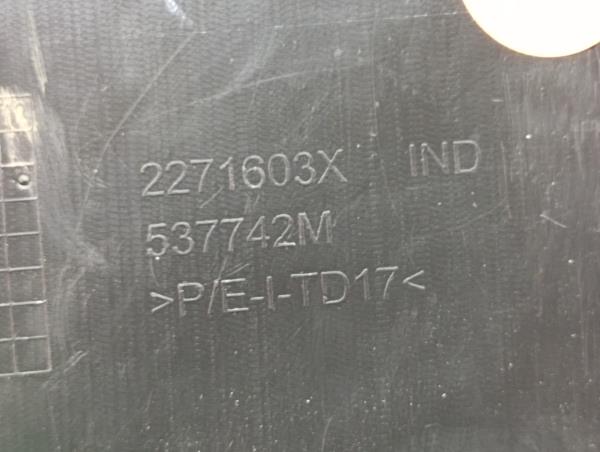 2271603X IND
537742M
>P/E-I-TD17<